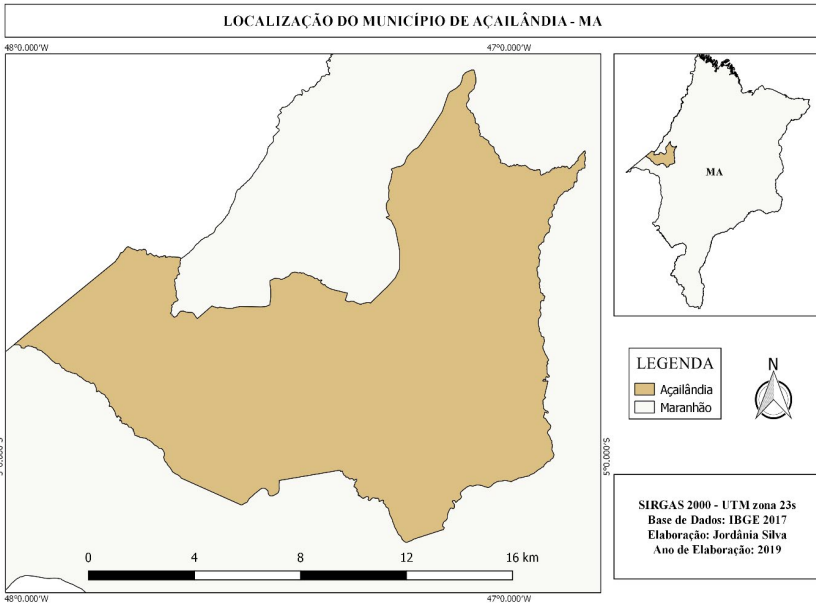 LOCALIZAÇÃO DO MUNICÍPIO DE AÇAILÂNDIA - MA
48°0.000'W
47°0.000'W
MA
LEGENDA
Açailândia
Maranhão
N
5°0.000'S
SIRGAS 2000 - UTM zona 23s
Base de Dados: IBGE 2017
Elaboração: Jordânia Silva
Ano de Elaboração: 2019
0 4 8 12 16 km
48°0.000'W
47°0.000'W